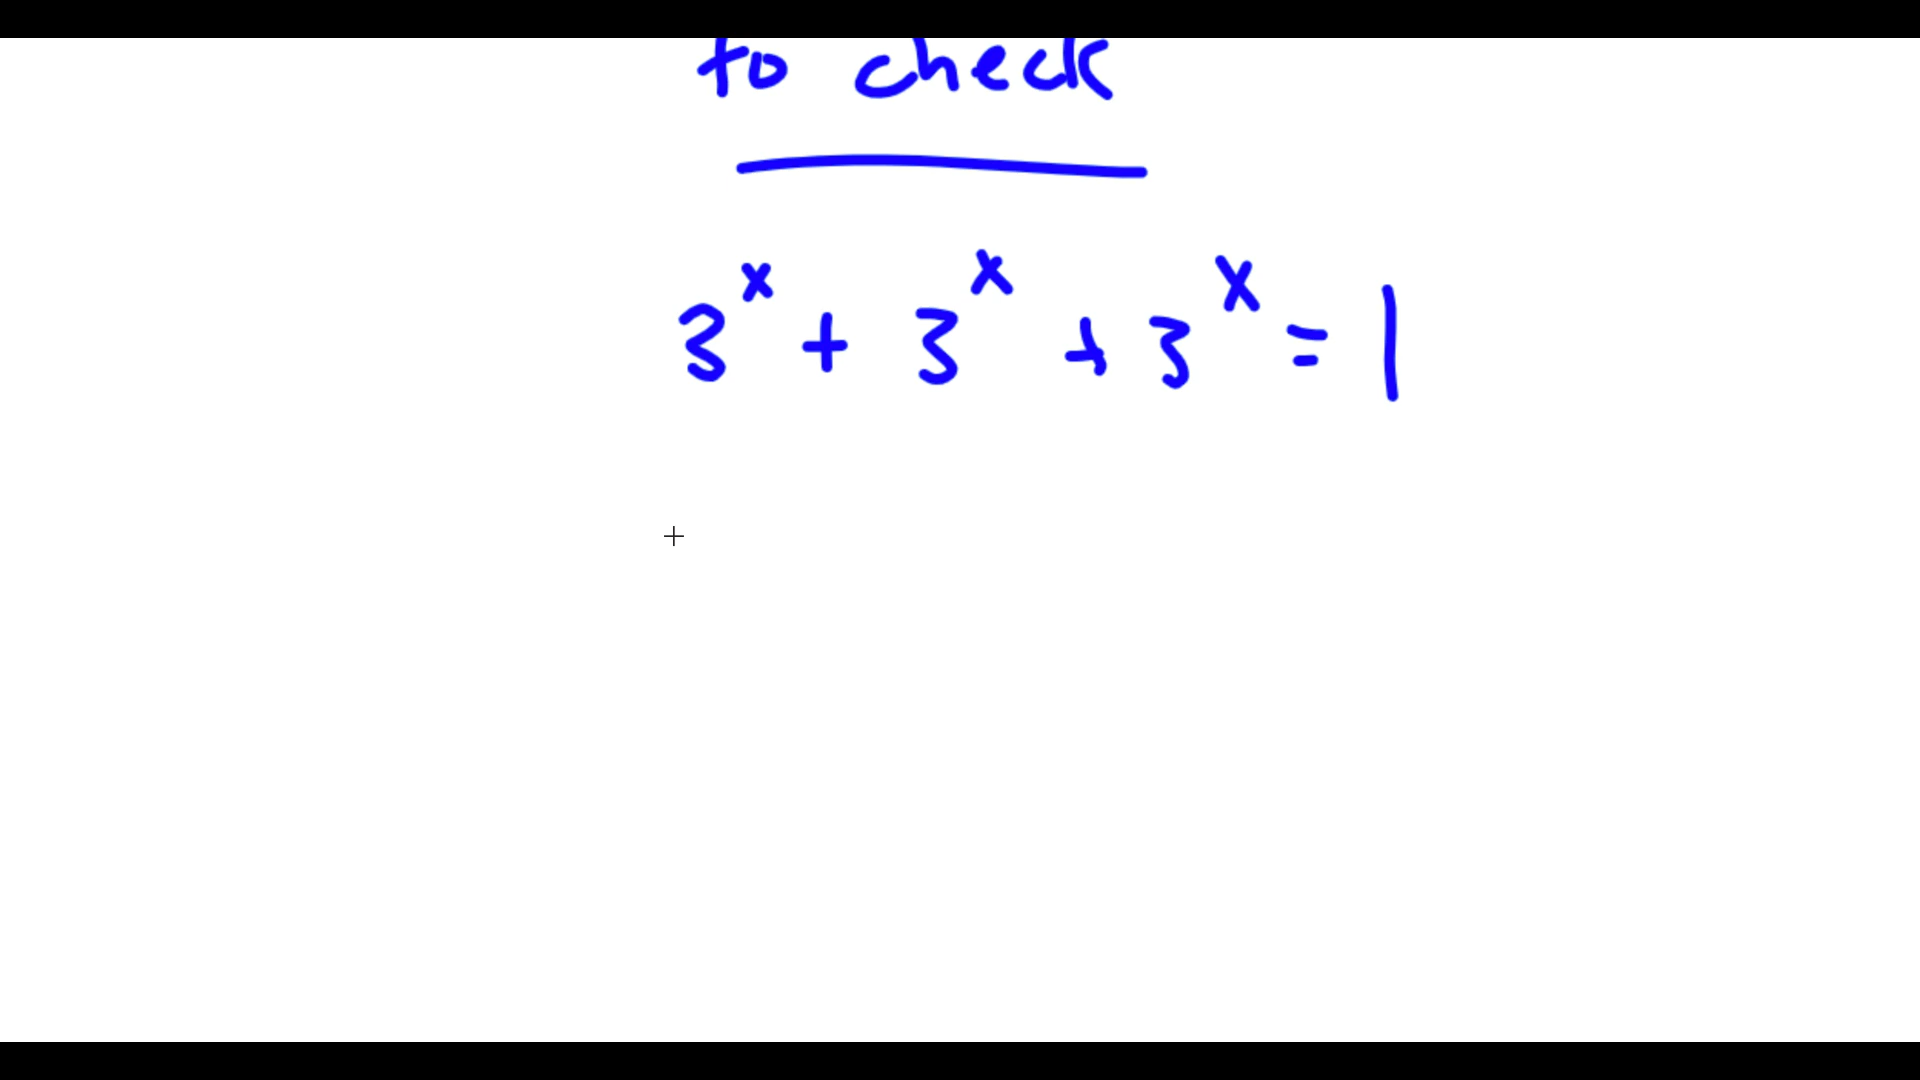 to check
3^x + 3^x + 3^x = 1